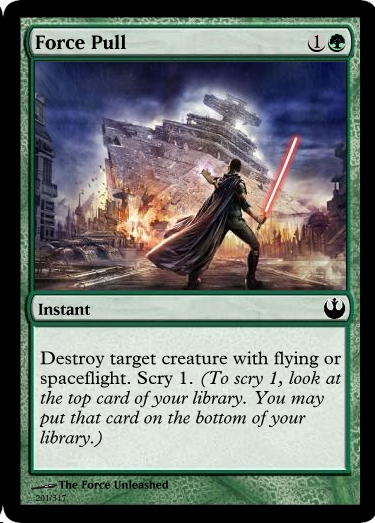 Force Pull 1
Instant
Destroy target creature with flying or
spaceflight. Scry 1. (To scry 1, look at
the top card of your library. You may
put that card on the bottom of your
library.)
The Force Unleashed
201/317